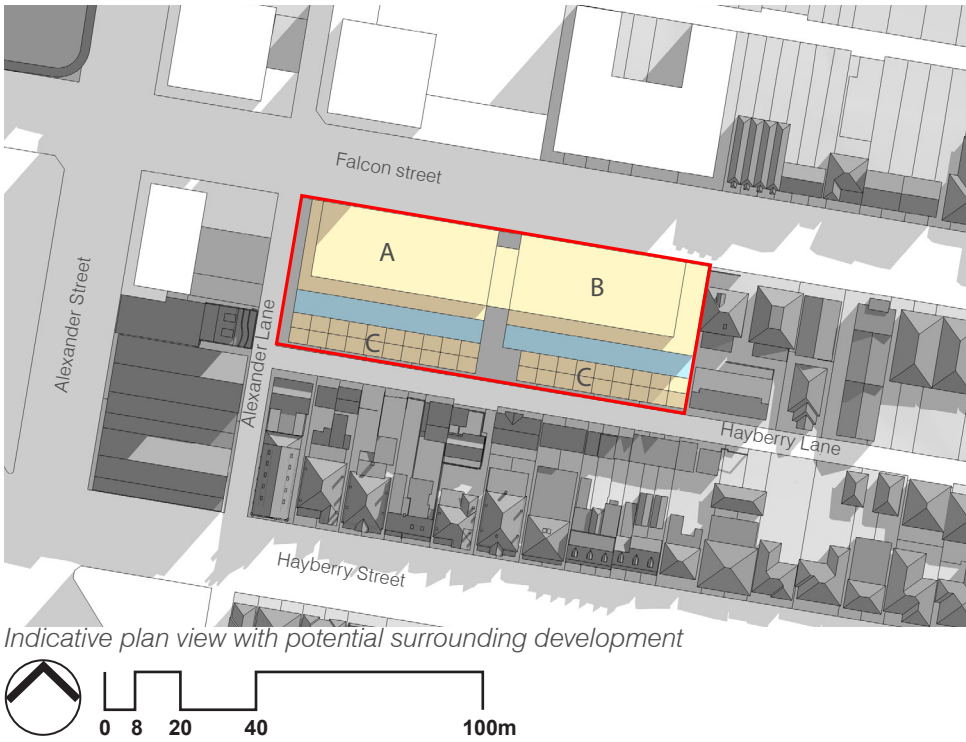 Falcon street
A
B
Alexander Street
Alexander Lane
C
C
Hayberry Lane
Hayberry Street
Indicative plan view with potential surrounding development
0 8 20 40 100m